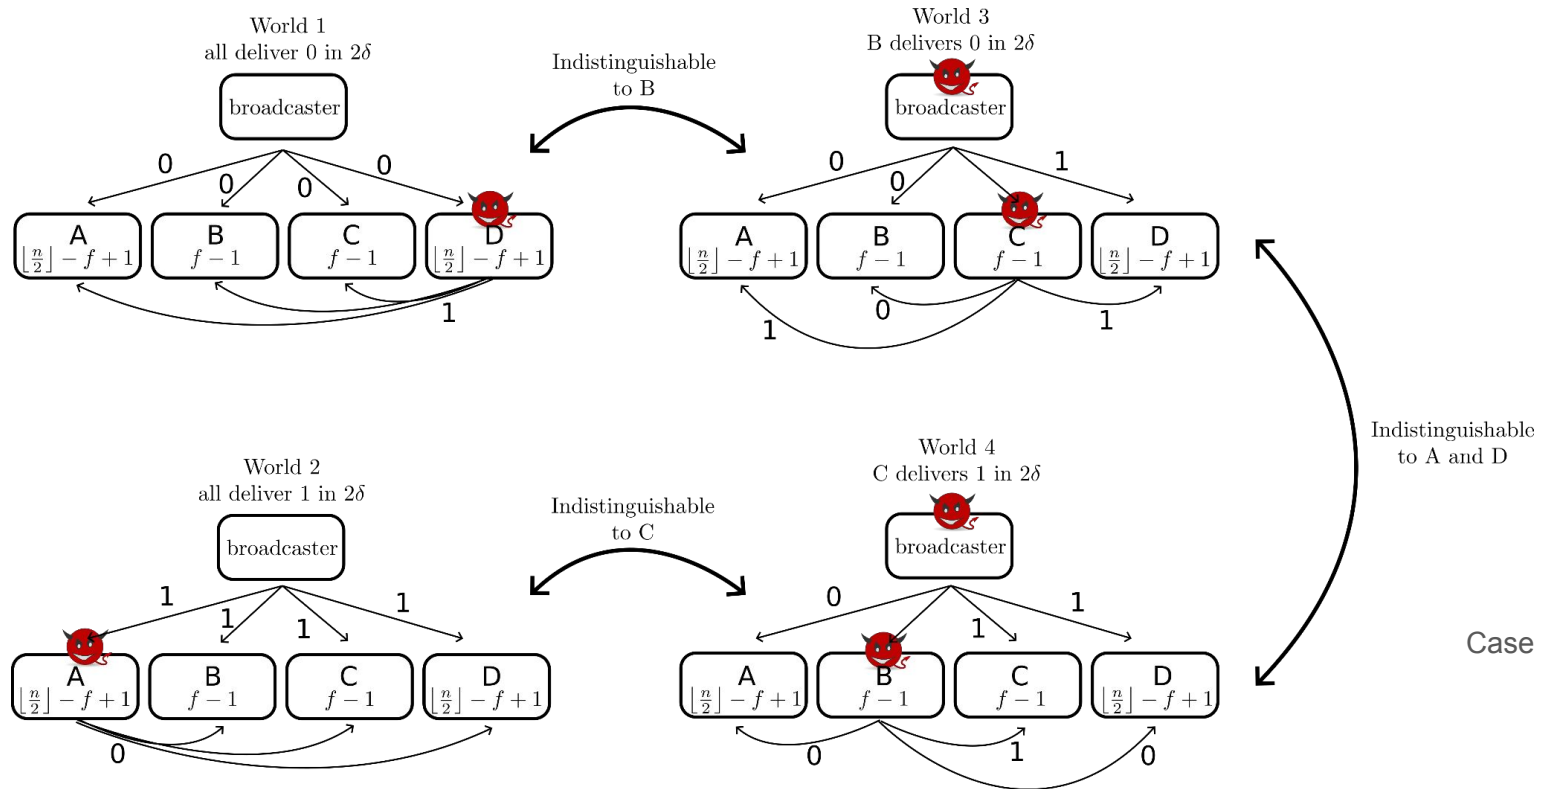 World 1
all deliver 0 in 2δ
broadcaster
0
0
0
0
A
⌊n/2⌋ − f + 1
B
f − 1
C
f − 1
D
⌊n/2⌋ − f + 1
1
Indistinguishable
to B
World 3
B delivers 0 in 2δ
broadcaster
0
0
1
A
⌊n/2⌋ − f + 1
B
f − 1
C
f − 1
D
⌊n/2⌋ − f + 1
1
0
1
Indistinguishable
to A and D
World 2
all deliver 1 in 2δ
broadcaster
1
1
1
1
A
⌊n/2⌋ − f + 1
B
f − 1
C
f − 1
D
⌊n/2⌋ − f + 1
0
Indistinguishable
to C
World 4
C delivers 1 in 2δ
broadcaster
0
1
1
A
⌊n/2⌋ − f + 1
B
f − 1
C
f − 1
D
⌊n/2⌋ − f + 1
0
1
0
Case